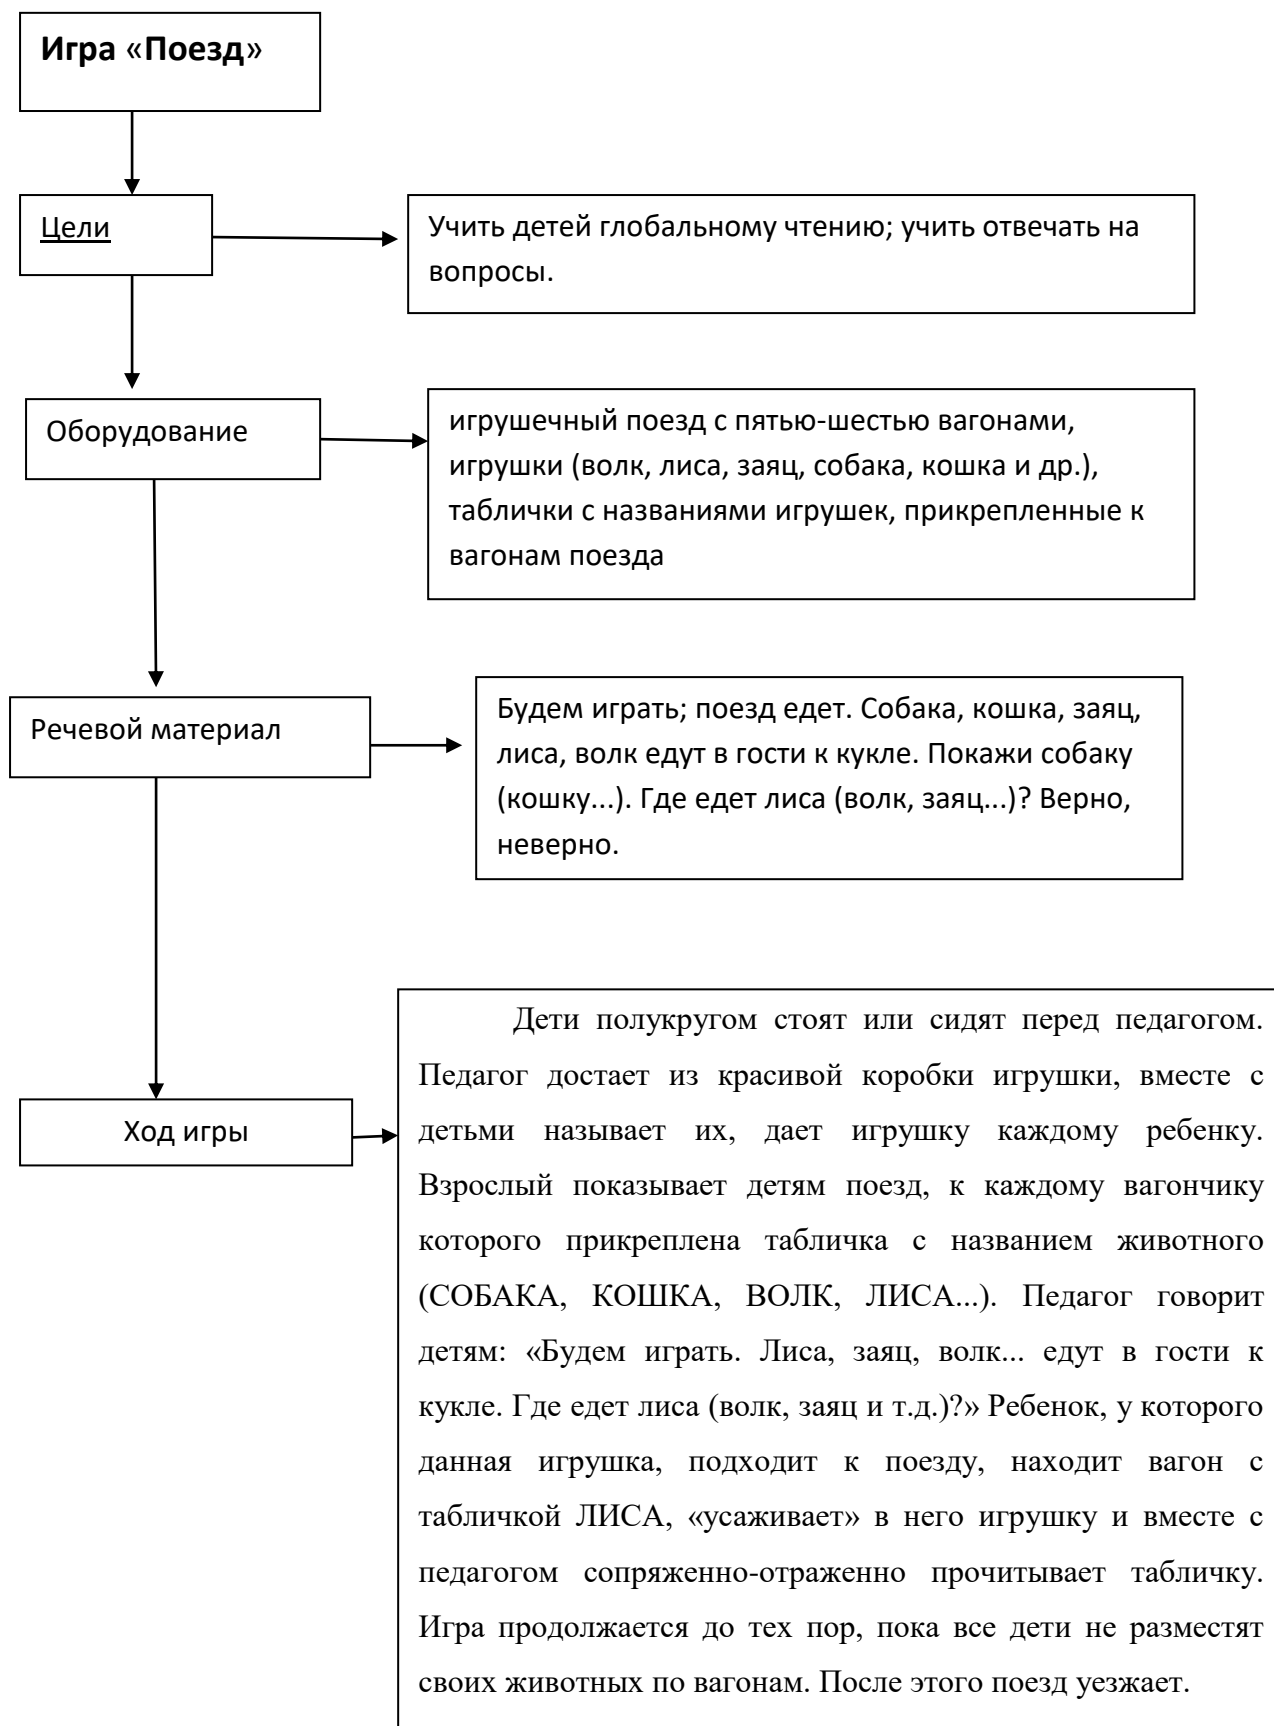 Игра «Поезд»
Цели
Учить детей глобальному чтению; учить отвечать на
вопросы.
Оборудование
игрушечный поезд с пятью-шестью вагонами,
игрушки (волк, лиса, заяц, собака, кошка и др.),
таблички с названиями игрушек, прикрепленные к
вагонам поезда
Речевой материал
Будем играть; поезд едет. Собака, кошка, заяц,
лиса, волк едут в гости к кукле. Покажи собаку
(кошку...). Где едет лиса (волк, заяц...)? Верно,
неверно.
Ход игры
Дети полукругом стоят или сидят перед педагогом.
Педагог достает из красивой коробки игрушки, вместе с
детьми называет их, дает игрушку каждому ребенку.
Взрослый показывает детям поезд, к каждому вагончику
которого прикреплена табличка с названием животного
(СОБАКА, КОШКА, ВОЛК, ЛИСА...). Педагог говорит
детям: «Будем играть. Лиса, заяц, волк... едут в гости к
кукле. Где едет лиса (волк, заяц и т.д.)?» Ребенок, у которого
данная игрушка, подходит к поезду, находит вагон с
табличкой ЛИСА, «усаживает» в него игрушку и вместе с
педагогом сопряженно-отраженно прочитывает табличку.
Игра продолжается до тех пор, пока все дети не разместят
своих животных по вагонам. После этого поезд уезжает.